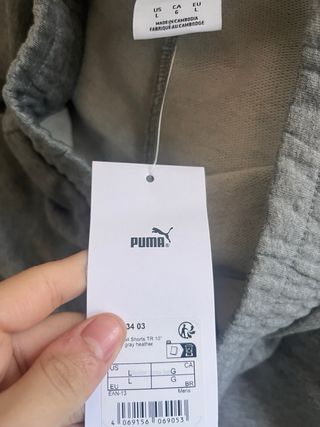 US CA EU
L G L
MADE IN CAMBODIA
FABRIQUÉ AU CAMBODGE
PUMA
34 03
Shorts TR 10"
gray heather
US L G CA
EU L G BR
EAN-13 Mens
4 069156 069053